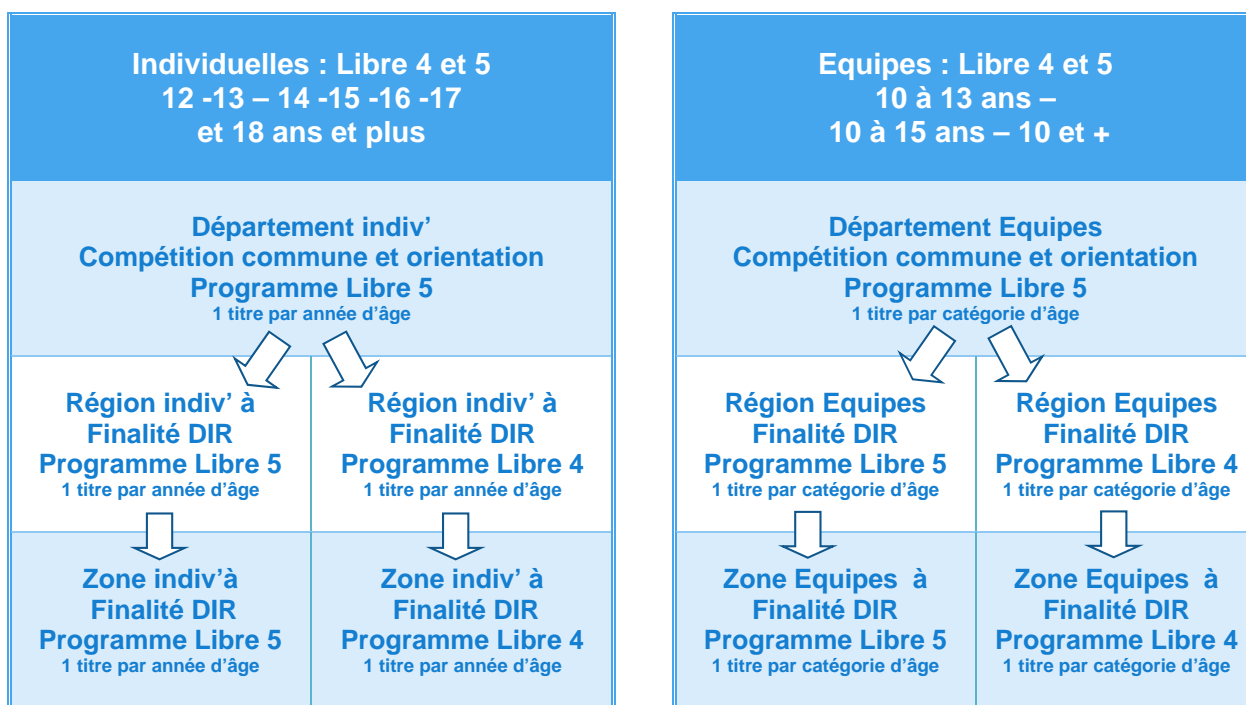 Individuelles : Libre 4 et 5
12 -13 – 14 -15 -16 -17
et 18 ans et plus
Département indiv’
Compétition commune et orientation
Programme Libre 5
1 titre par année d’âge
Région indiv’ à
Finalité DIR
Programme Libre 5
1 titre par année d’âge
Région indiv’ à
Finalité DIR
Programme Libre 4
1 titre par année d’âge
Zone indiv’à
Finalité DIR
Programme Libre 5
1 titre par année d’âge
Zone indiv’ à
Finalité DIR
Programme Libre 4
1 titre par année d’âge
Equipes : Libre 4 et 5
10 à 13 ans –
10 à 15 ans – 10 et +
Département Equipes
Compétition commune et orientation
Programme Libre 5
1 titre par catégorie d’âge
Région Equipes
Finalité DIR
Programme Libre 5
1 titre par catégorie d’âge
Région Equipes
Finalité DIR
Programme Libre 4
1 titre par catégorie d’âge
Zone Equipes à
Finalité DIR
Programme Libre 5
1 titre par catégorie d’âge
Zone Equipes à
Finalité DIR
Programme Libre 4
1 titre par catégorie d’âge